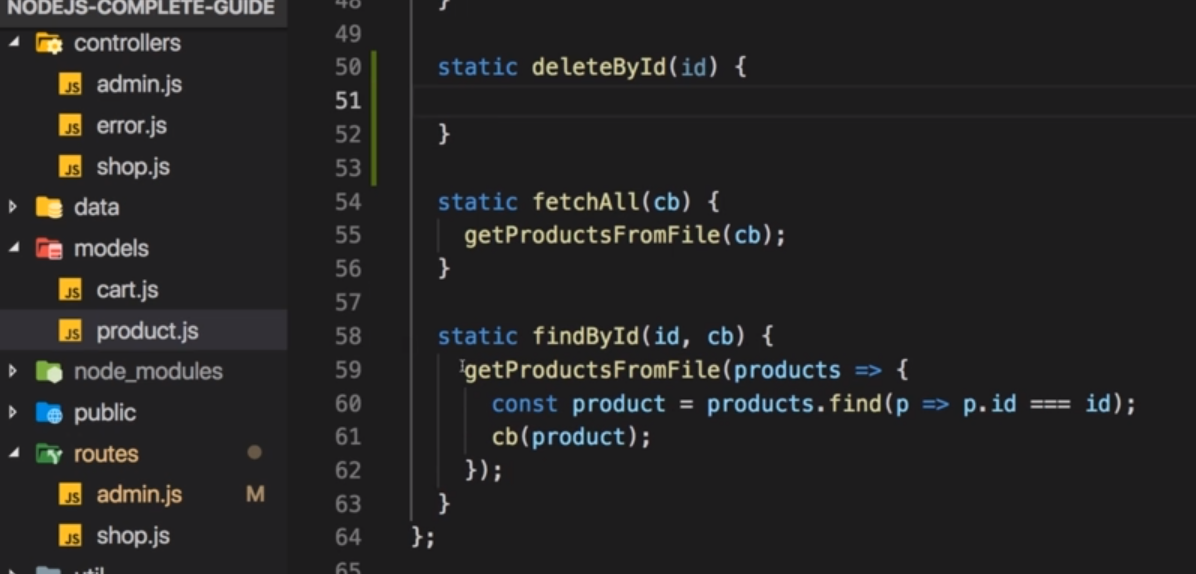 NODEJS-COMPLETE-GUIDE
controllers
JS admin.js
JS error.js
JS shop.js
data
models
JS cart.js
JS product.js
node_modules
public
routes
JS admin.js M
JS shop.js
48 }
49
50 static deleteById(id) {
51
52 }
53
54 static fetchAll(cb) {
55 getProductsFromFile(cb);
56 }
57
58 static findById(id, cb) {
59 getProductsFromFile(products => {
60 const product = products.find(p => p.id === id);
61 cb(product);
62 });
63 }
64 };
65